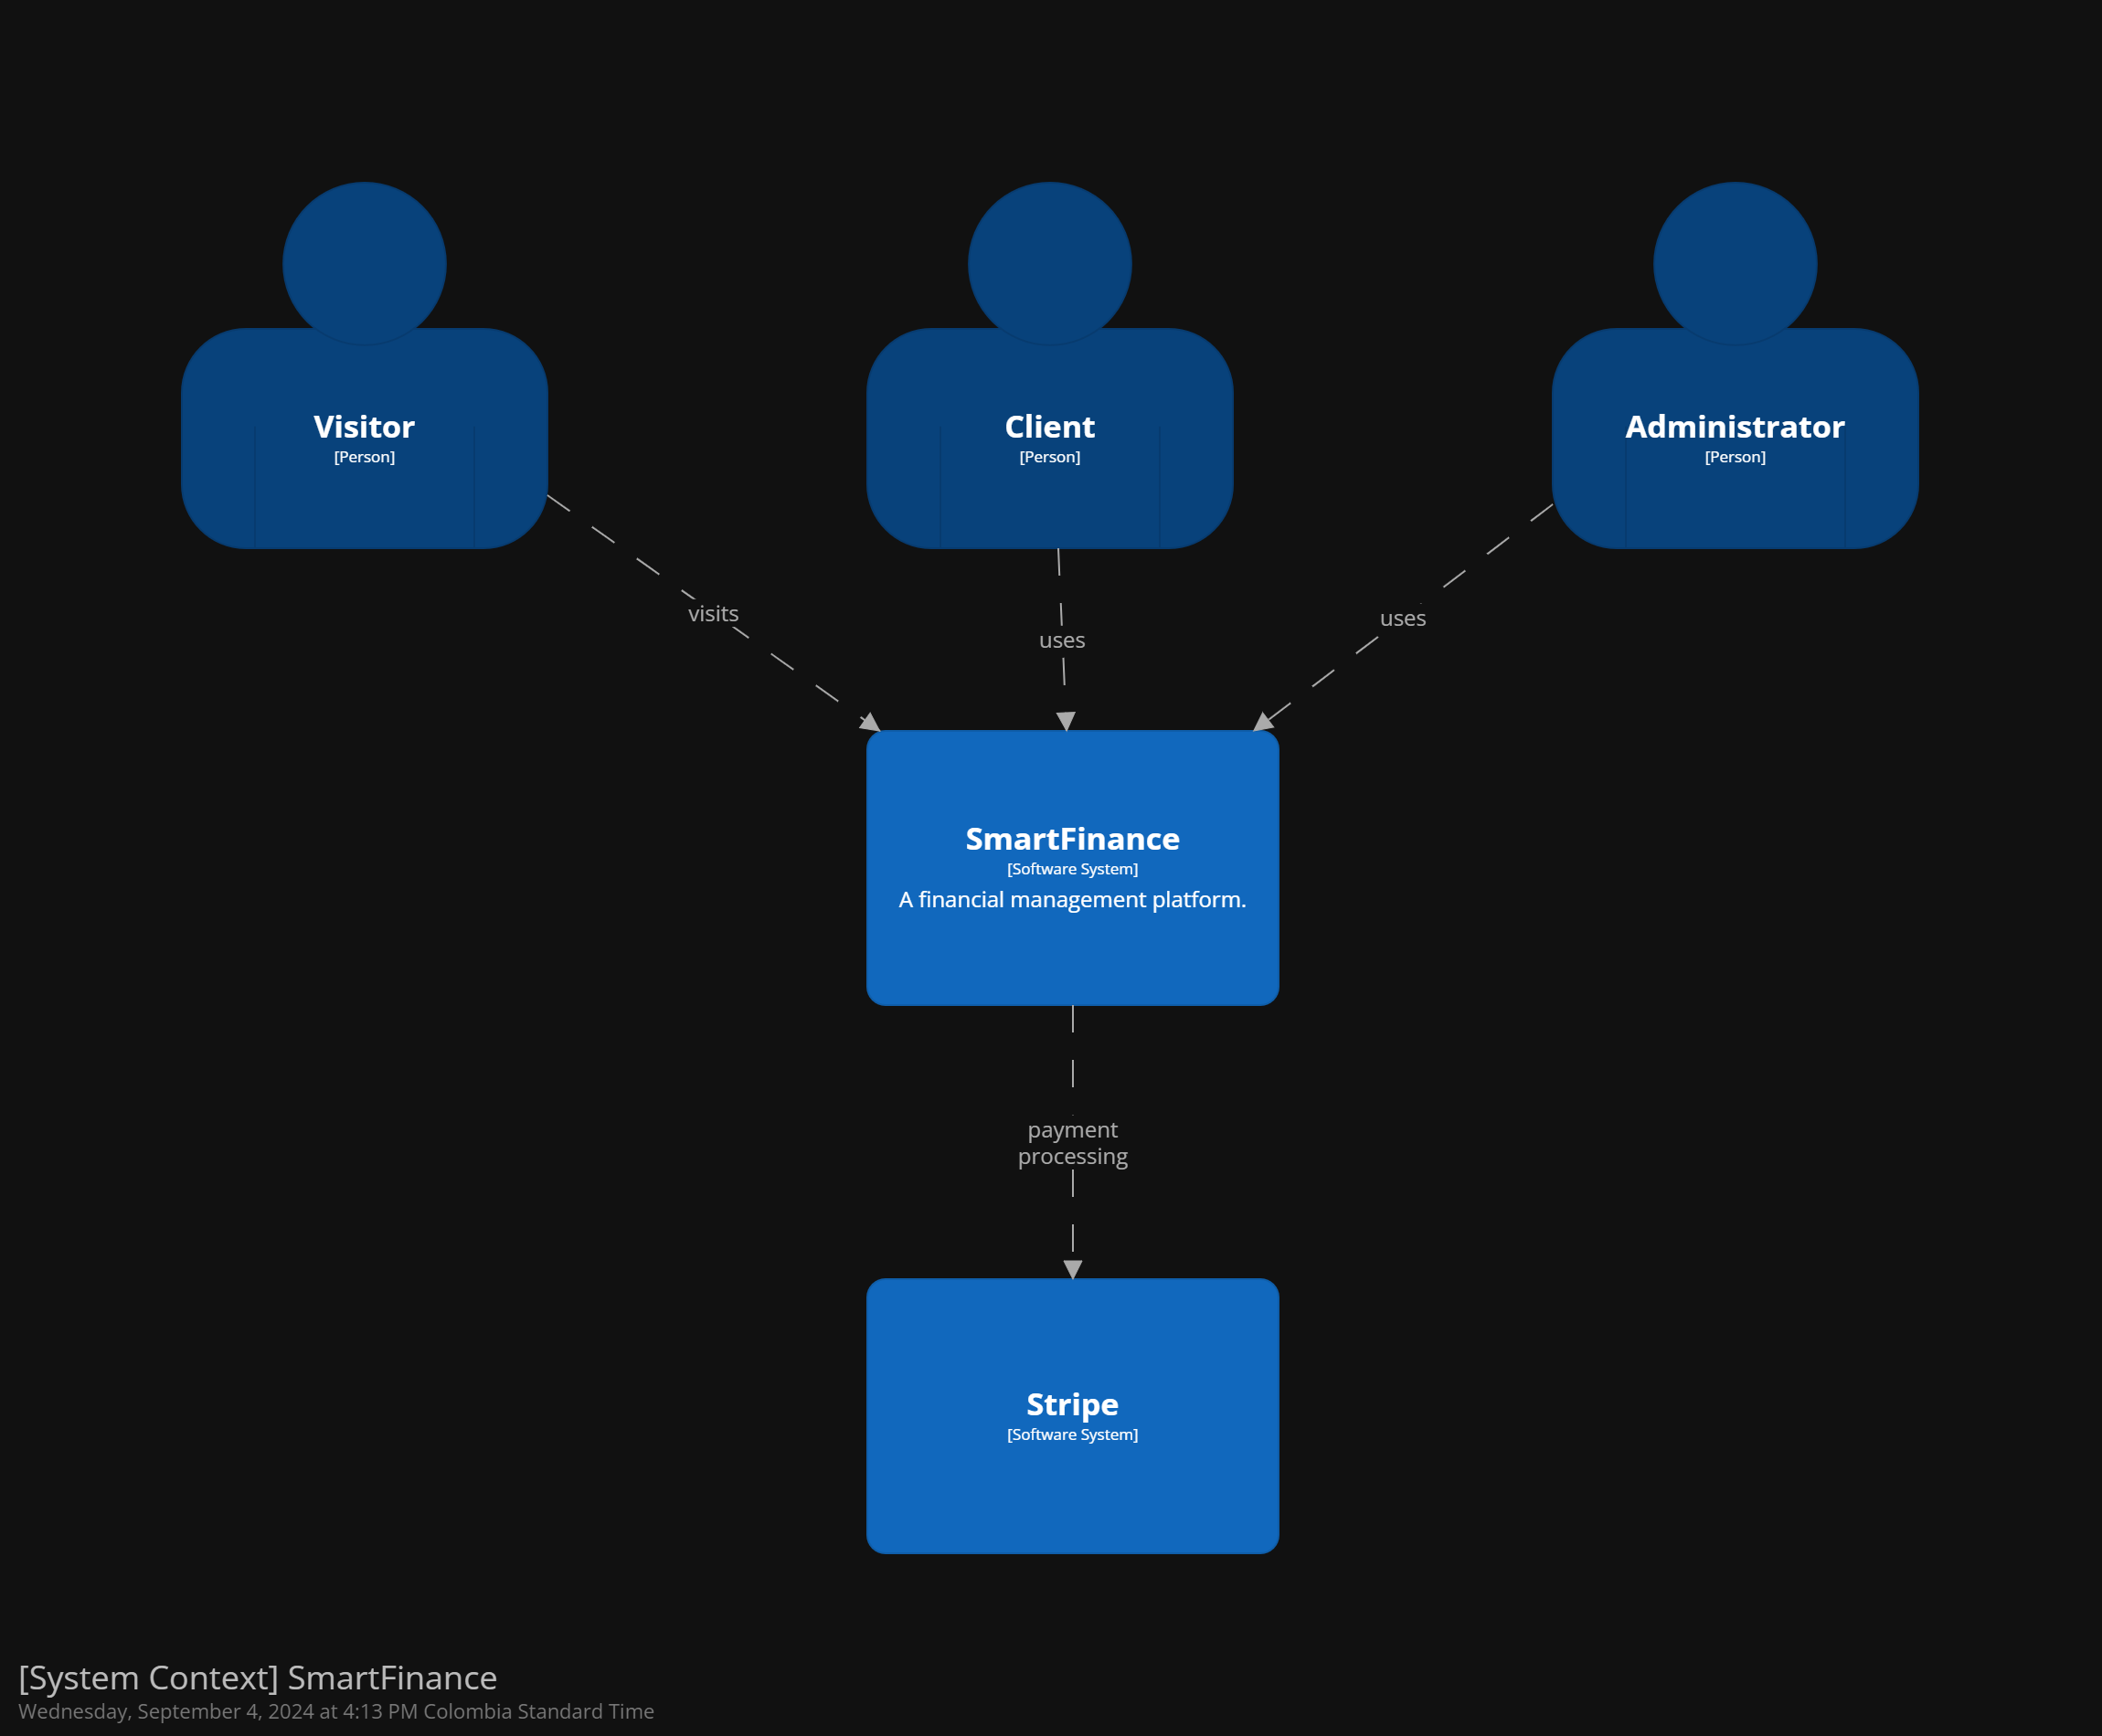 Visitor
[Person]
Client
[Person]
Administrator
[Person]
visits
uses
uses
SmartFinance
[Software System]
A financial management platform.
payment
processing
Stripe
[Software System]
[System Context] SmartFinance
Wednesday, September 4, 2024 at 4:13 PM Colombia Standard Time